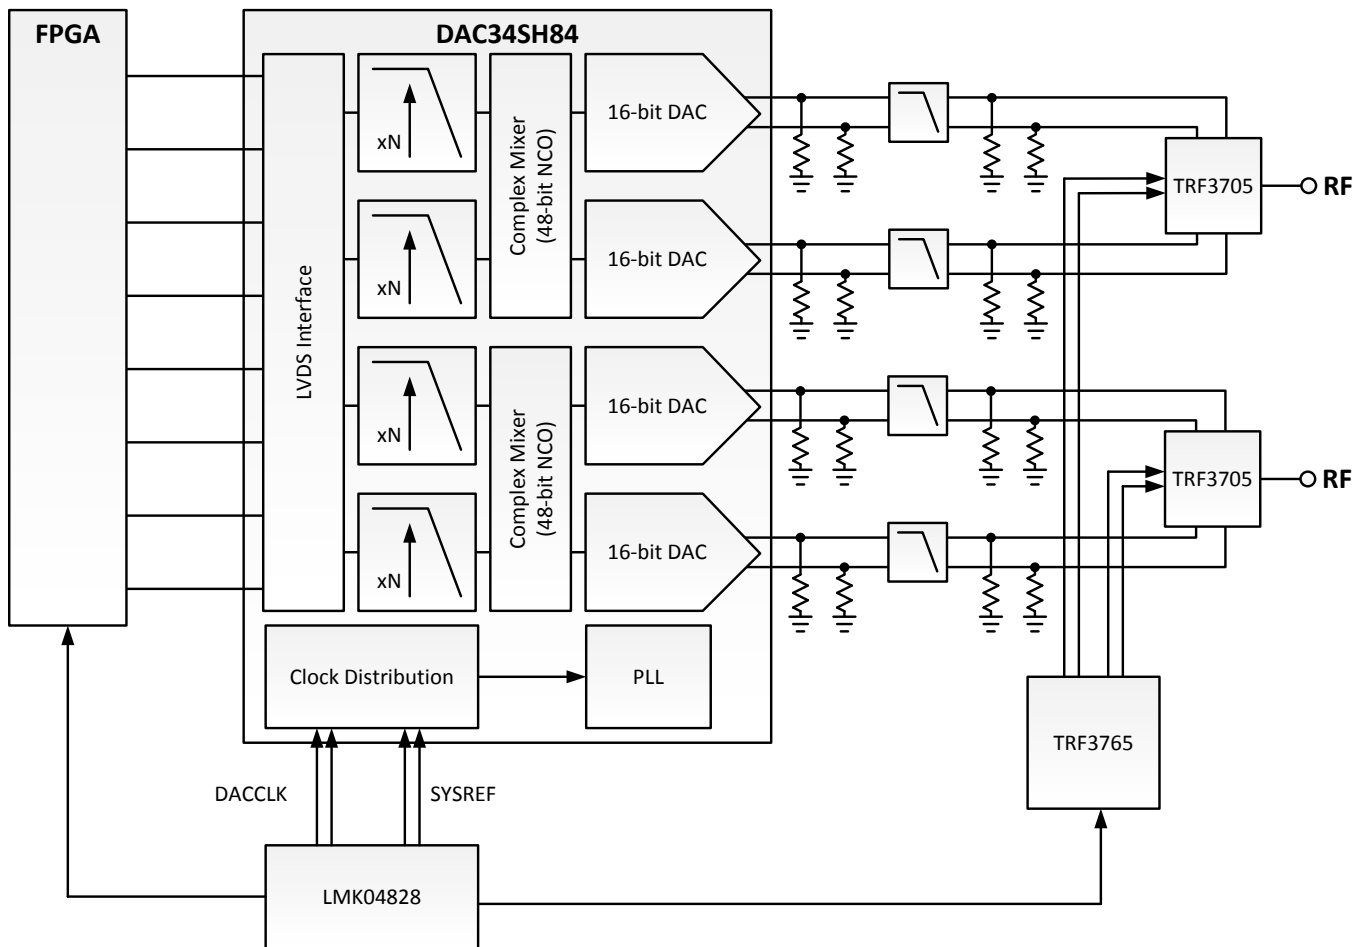 FPGA
DAC34SH84
LVDS Interface
xN
Complex Mixer
(48-bit NCO)
16-bit DAC
xN
16-bit DAC
TRF3705
RF
xN
Complex Mixer
(48-bit NCO)
16-bit DAC
xN
16-bit DAC
TRF3705
RF
Clock Distribution
PLL
TRF3765
DACCLK
SYSREF
LMK04828